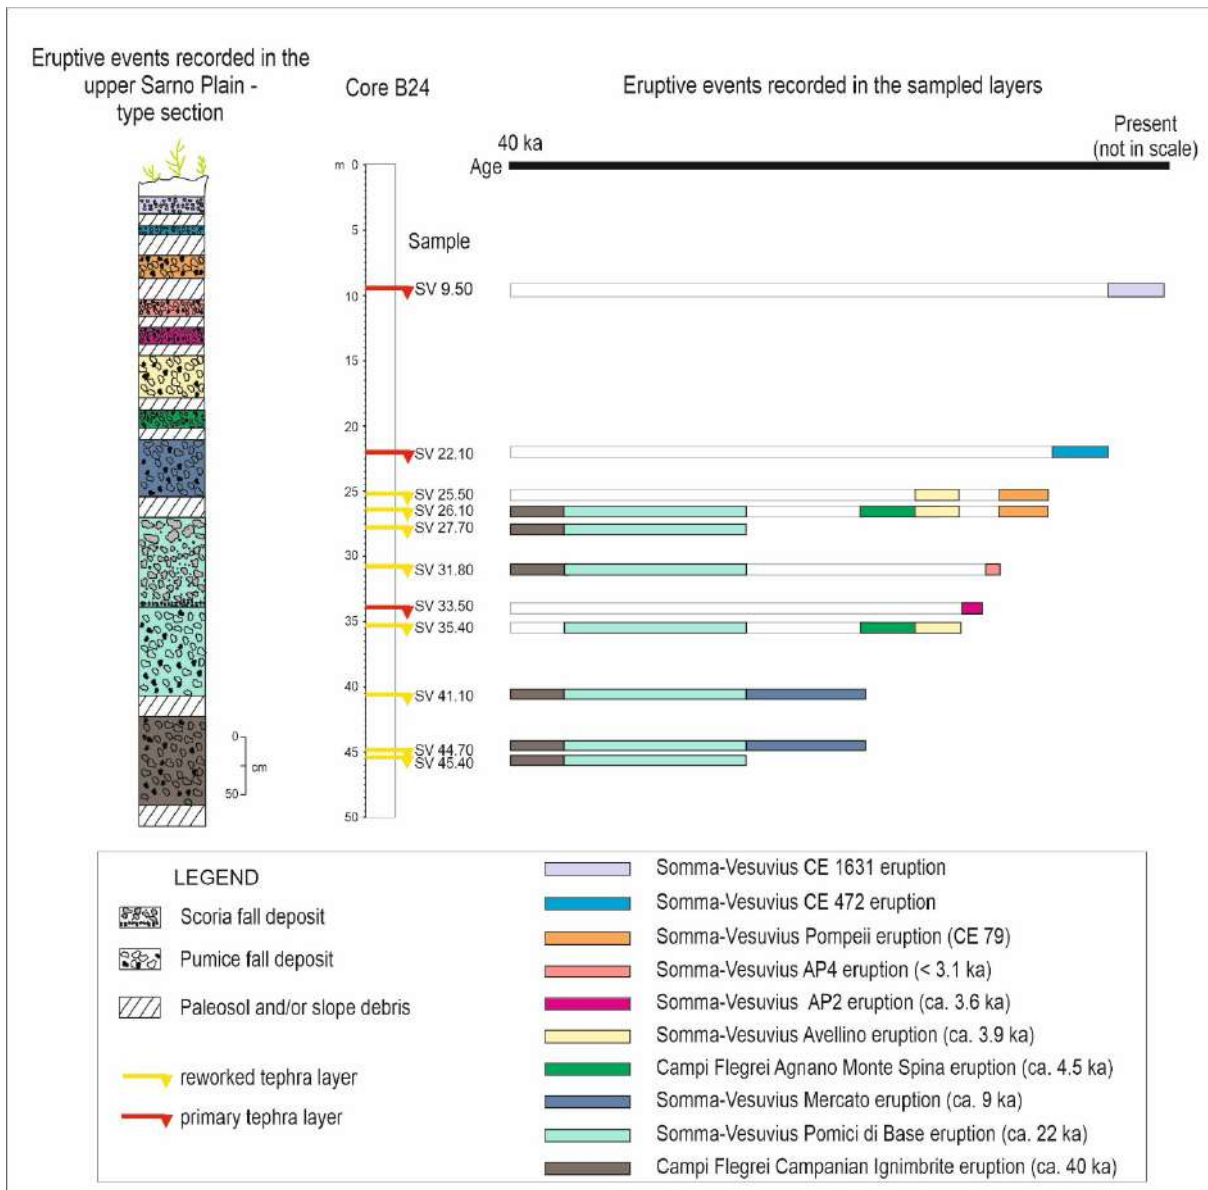 Eruptive events recorded in the
upper Sarno Plain -
type section
Core B24
Eruptive events recorded in the sampled layers
40 ka
Present
(not in scale)
Age
m 0
5
10
15
20
25
30
35
40
45
50
Sample
SV 9.50
SV 22.10
SV 25.50
SV 26.10
SV 27.70
SV 31.80
SV 33.50
SV 35.40
SV 41.10
SV 44.70
SV 45.40
0
cm
50
LEGEND
Scoria fall deposit
Pumice fall deposit
Paleosol and/or slope debris
reworked tephra layer
primary tephra layer
Somma-Vesuvius CE 1631 eruption
Somma-Vesuvius CE 472 eruption
Somma-Vesuvius Pompeii eruption (CE 79)
Somma-Vesuvius AP4 eruption (< 3.1 ka)
Somma-Vesuvius AP2 eruption (ca. 3.6 ka)
Somma-Vesuvius Avellino eruption (ca. 3.9 ka)
Campi Flegrei Agnano Monte Spina eruption (ca. 4.5 ka)
Somma-Vesuvius Mercato eruption (ca. 9 ka)
Somma-Vesuvius Pomici di Base eruption (ca. 22 ka)
Campi Flegrei Campanian Ignimbrite eruption (ca. 40 ka)